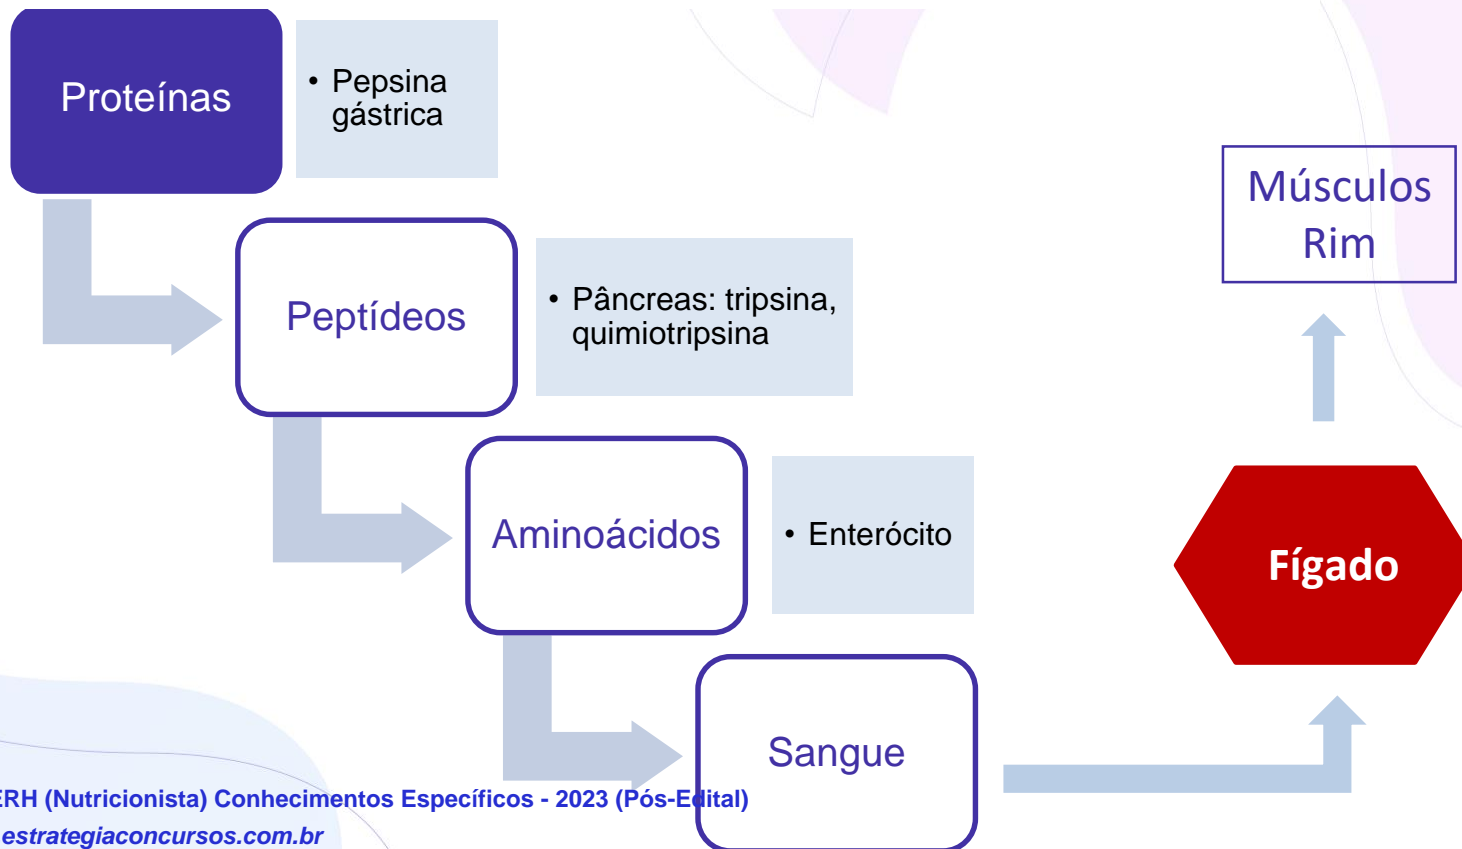 Proteínas
• Pepsina
gástrica
Peptídeos
• Pâncreas: tripsina,
quimiotripsina
Aminoácidos
• Enterócito
Sangue
Músculos
Rim
Fígado
ERH (Nutricionista) Conhecimentos Específicos - 2023 (Pós-Edital)
estrategiaconcursos.com.br